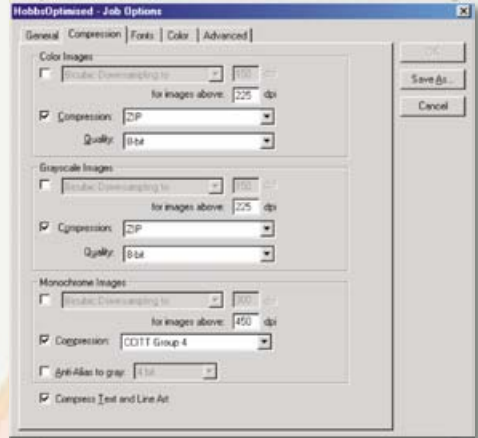 HobbsOptimised - Job Options
General Compression Fonts Color Advanced
Color Images
Bicubic Downsampling to 150 dpi
for images above: 225 dpi
Compression: ZIP
Quality: 8-bit
Grayscale Images
Bicubic Downsampling to 150 dpi
for images above: 225 dpi
Compression: ZIP
Quality: 8-bit
Monochrome Images
Bicubic Downsampling to 300 dpi
for images above: 450 dpi
Compression: CCITT Group 4
Anti-Alias to gray: 4 bit
Compress Text and Line Art
OK
Save As...
Cancel